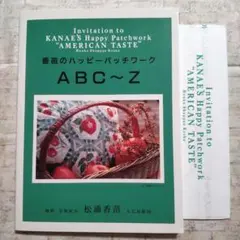 Invitation to
KANAE'S Happy Patchwork
"AMERICAN TASTE"
香苗のハッピーパッチワーク
ABC〜Z
松浦香苗
Invitation to
KANAE'S Happy Patchwork
"AMERICAN TASTE"